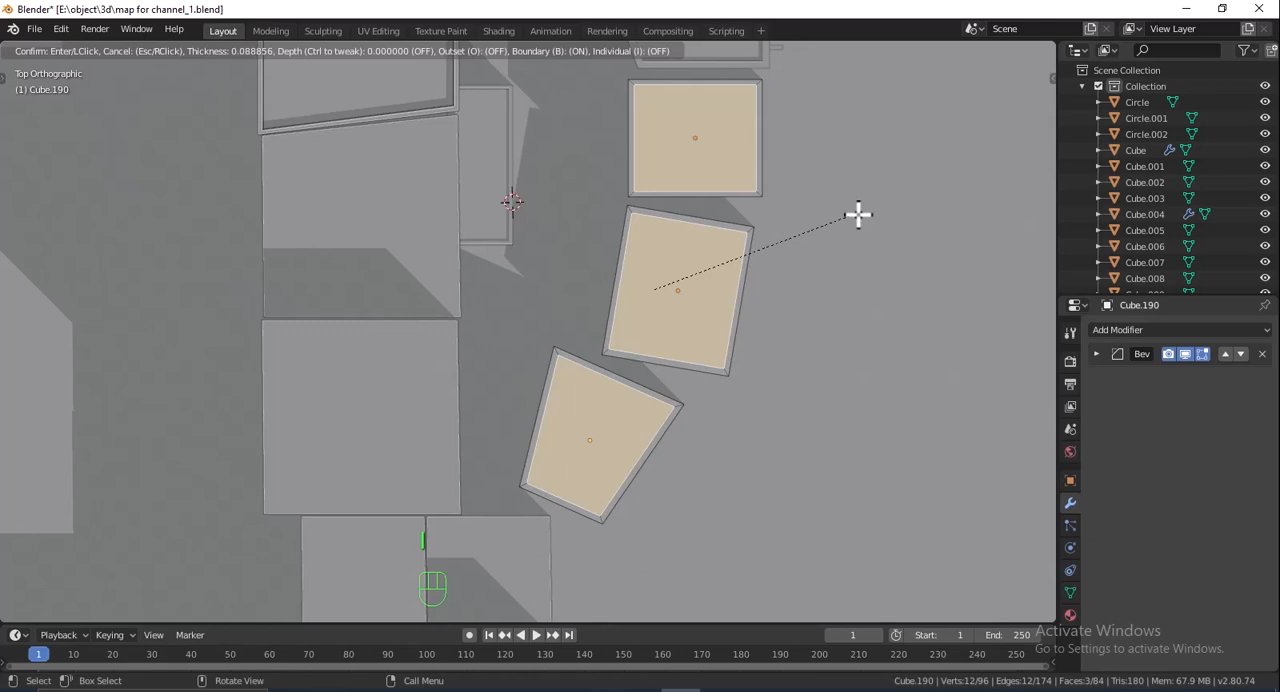 Blender* [E:\object\3d\map for channel_1.blend]
File Edit Render Window Help Layout Modeling Sculpting UV Editing Texture Paint Shading Animation Rendering Compositing Scripting + Scene View Layer
Confirm: Enter/LClick, Cancel: (Esc/RClick), Thickness: 0.088856, Depth (Ctrl to tweak): 0.000000 (OFF), Outset (O): (OFF), Boundary (B): (ON), Individual (I): (OFF)
Top Orthographic
(1) Cube.190
Scene Collection
Collection
Circle
Circle.001
Circle.002
Cube
Cube.001
Cube.002
Cube.003
Cube.004
Cube.005
Cube.006
Cube.007
Cube.008
Cube.190
Add Modifier
Bev
Playback Keying View Marker 1 Start: 1 End: 250
1 10 20 30 40 50 60 70 80 90 100 110 120 130 140 150 160 170 180 190 200 210 220 230 240 250
Activate Windows
Go to Settings to activate Windows.
Select Box Select Rotate View Call Menu Cube.190 | Verts:12/96 | Edges:12/174 | Faces:3/84 | Tris:180 | Mem: 67.9 MB | v2.80.74